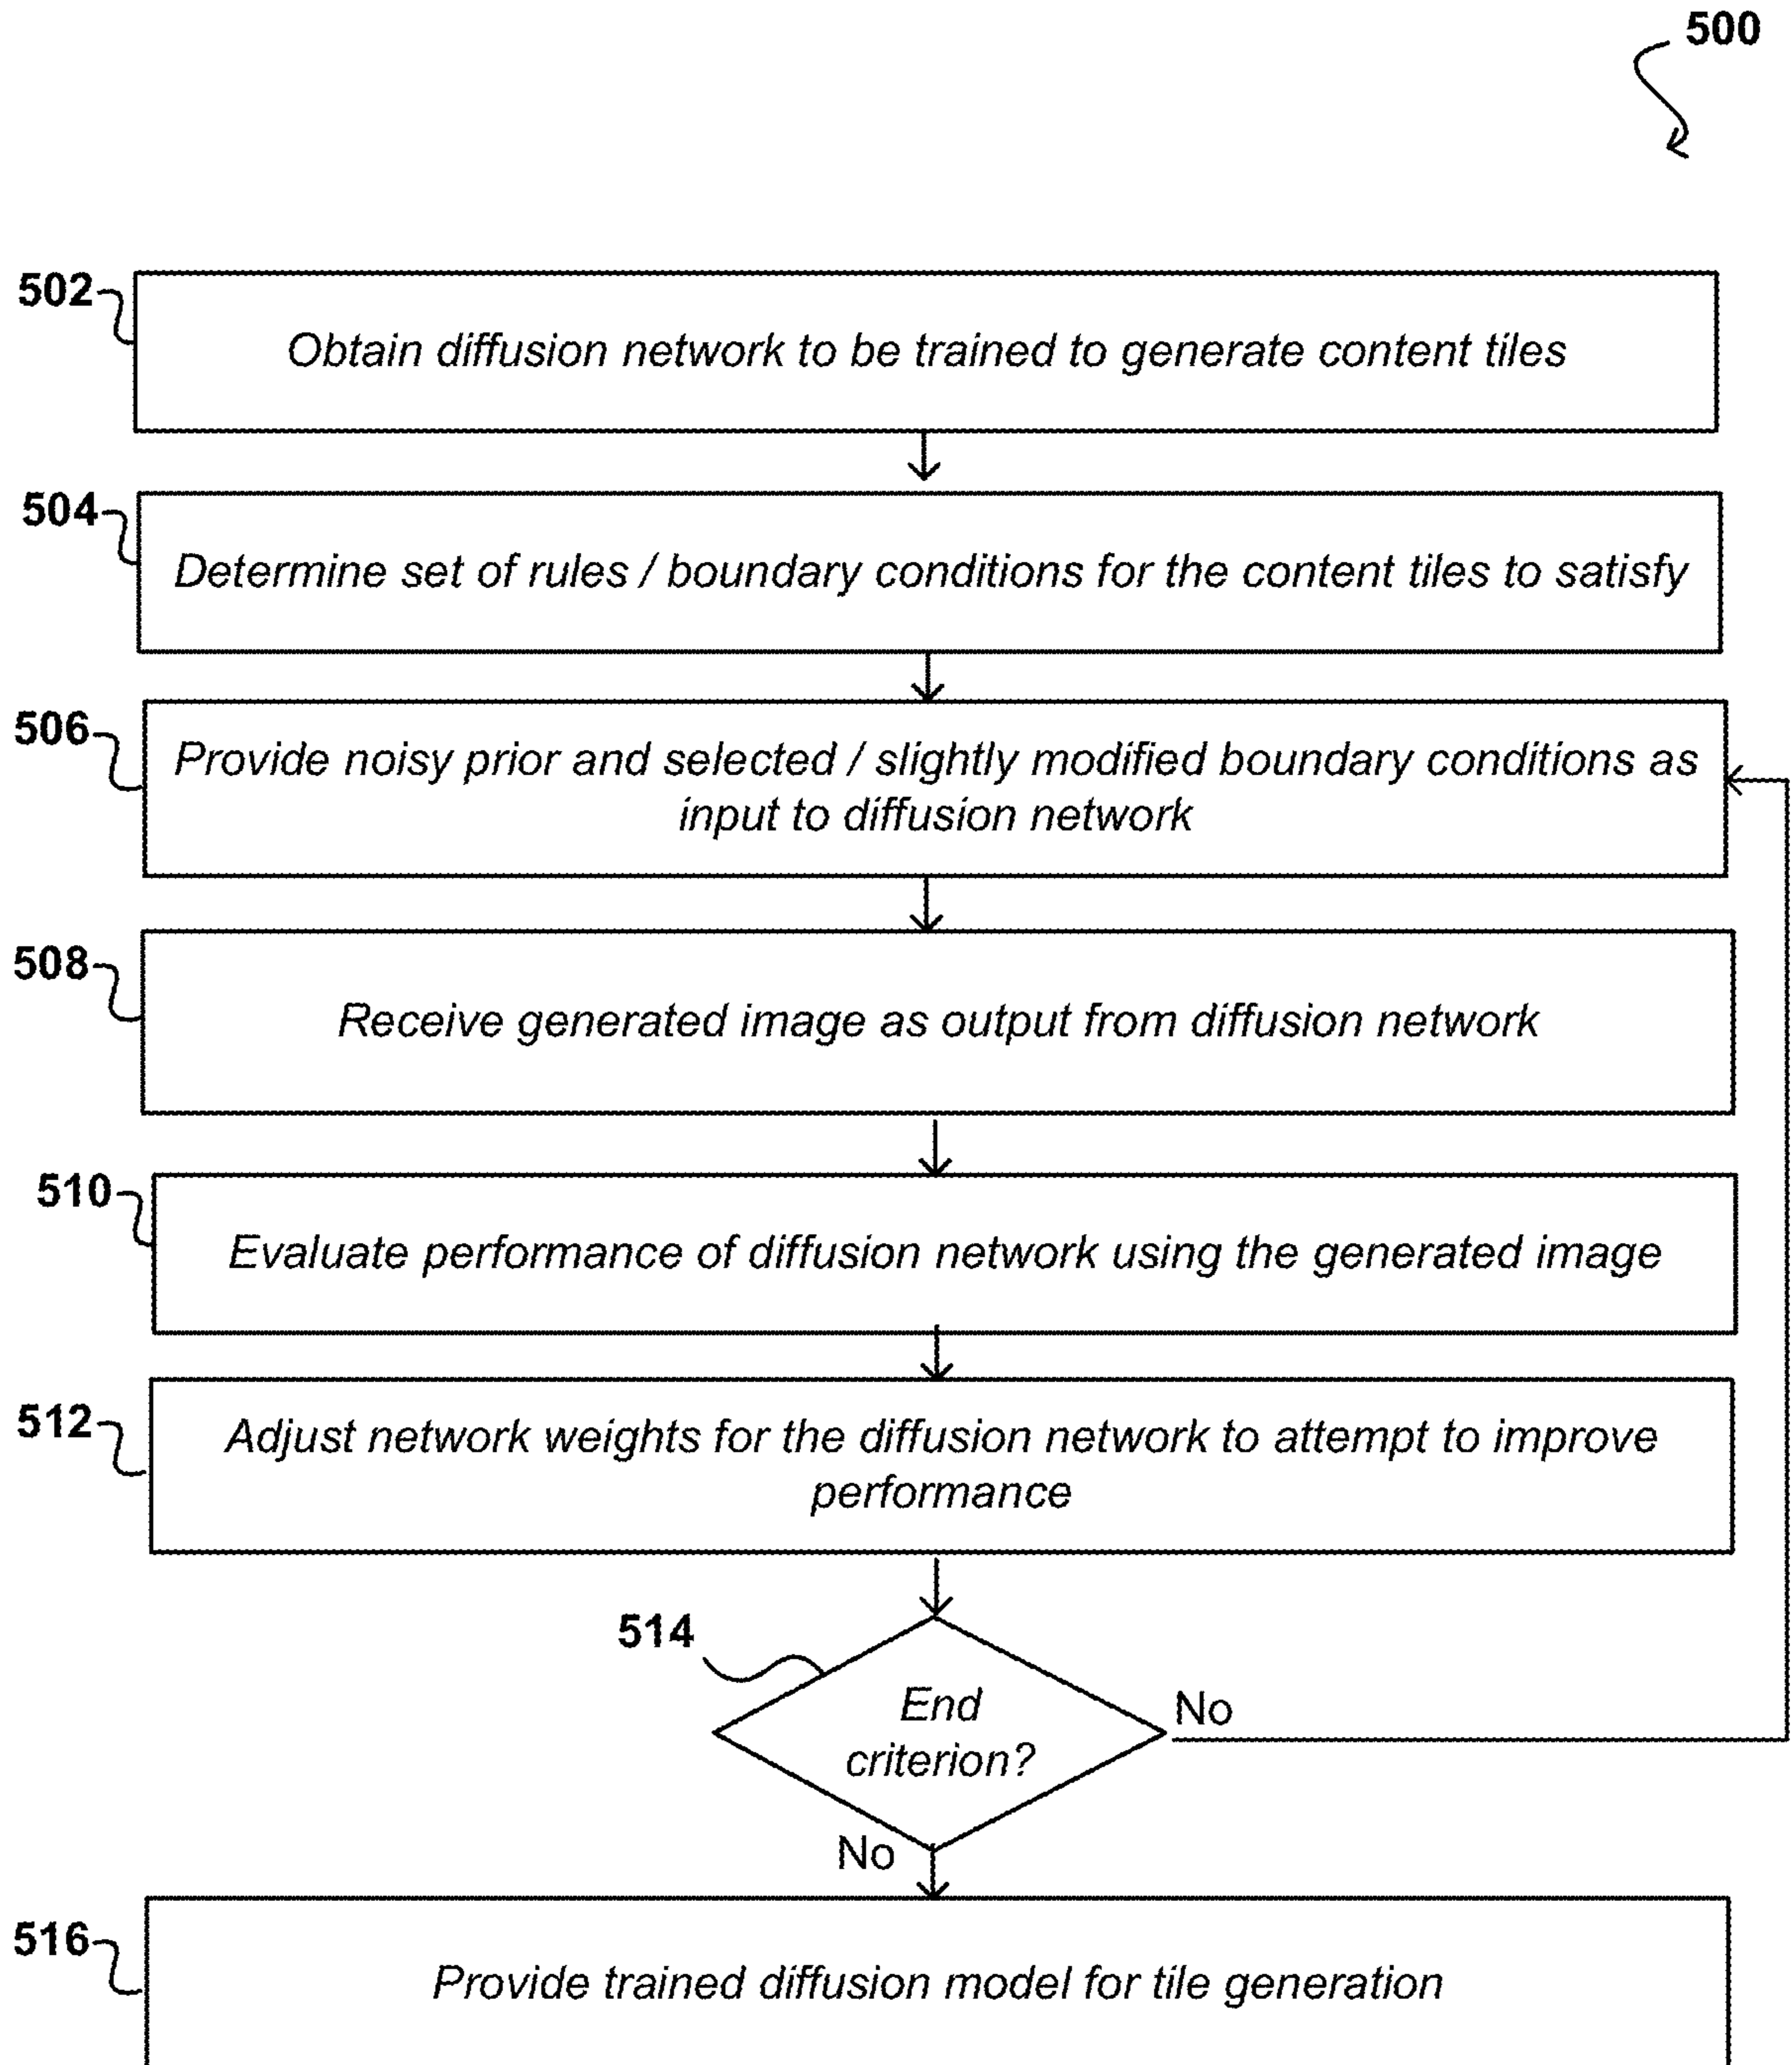 500
502
Obtain diffusion network to be trained to generate content tiles
504
Determine set of rules / boundary conditions for the content tiles to satisfy
506
Provide noisy prior and selected / slightly modified boundary conditions as
input to diffusion network
508
Receive generated image as output from diffusion network
510
Evaluate performance of diffusion network using the generated image
512
Adjust network weights for the diffusion network to attempt to improve
performance
514
End
criterion?
No
No
516
Provide trained diffusion model for tile generation